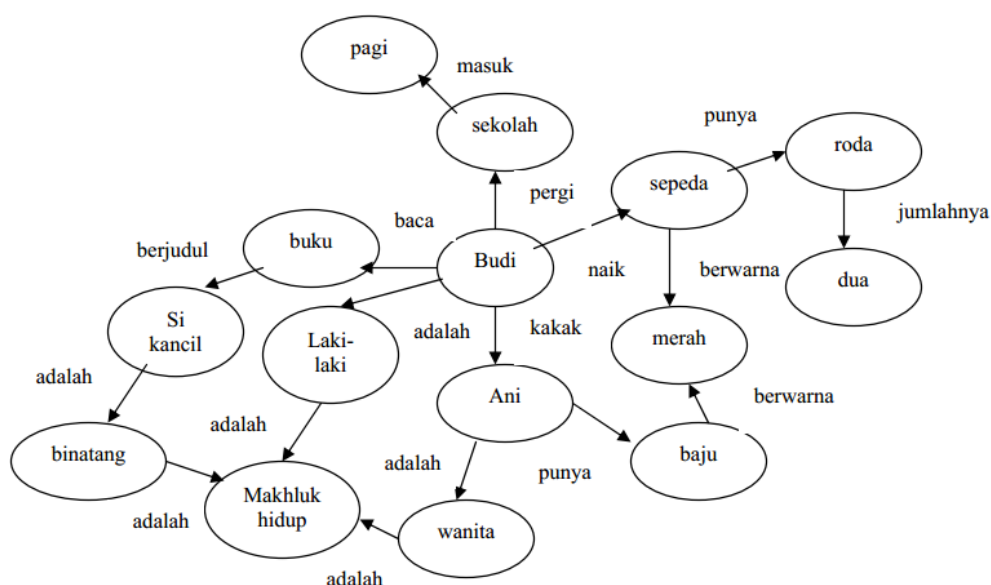 pagi
masuk
sekolah
punya
roda
sepeda
pergi
jumlahnya
baca
buku
berjudul
Budi
naik
berwarna
dua
Si
kancil
Laki-
laki
adalah
kakak
merah
adalah
Ani
berwarna
adalah
binatang
adalah
punya
baju
Makhluk
hidup
adalah
wanita
adalah